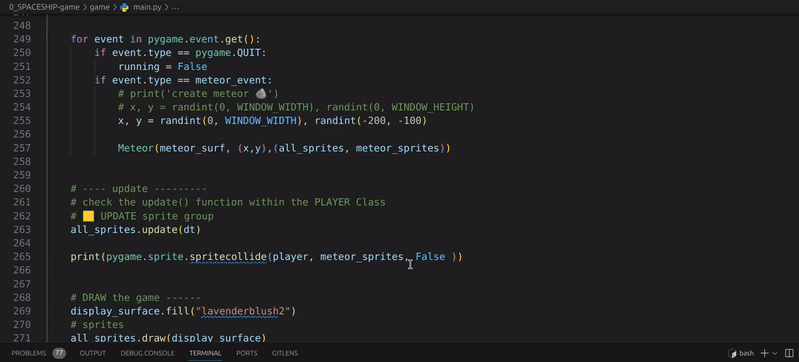 0_SPACESHIP-game > game > main.py > ...
248
249 for event in pygame.event.get():
250 if event.type == pygame.QUIT:
251 running = False
252 if event.type == meteor_event:
253 # print('create meteor 🪨')
254 # x, y = randint(0, WINDOW_WIDTH), randint(0, WINDOW_HEIGHT)
255 x, y = randint(0, WINDOW_WIDTH), randint(-200, -100)
256
257 Meteor(meteor_surf, (x,y),(all_sprites, meteor_sprites))
258
259
260 # ---- update ---------
261 # check the update() function within the PLAYER Class
262 # 🟨 UPDATE sprite group
263 all_sprites.update(dt)
264
265 print(pygame.sprite.spritecollide(player, meteor_sprites, False ))
266
267
268 # DRAW the game ------
269 display_surface.fill("lavenderblush2")
270 # sprites
271 all_sprites.draw(display_surface)
PROBLEMS 77 OUTPUT DEBUG CONSOLE TERMINAL PORTS GITLENS bash